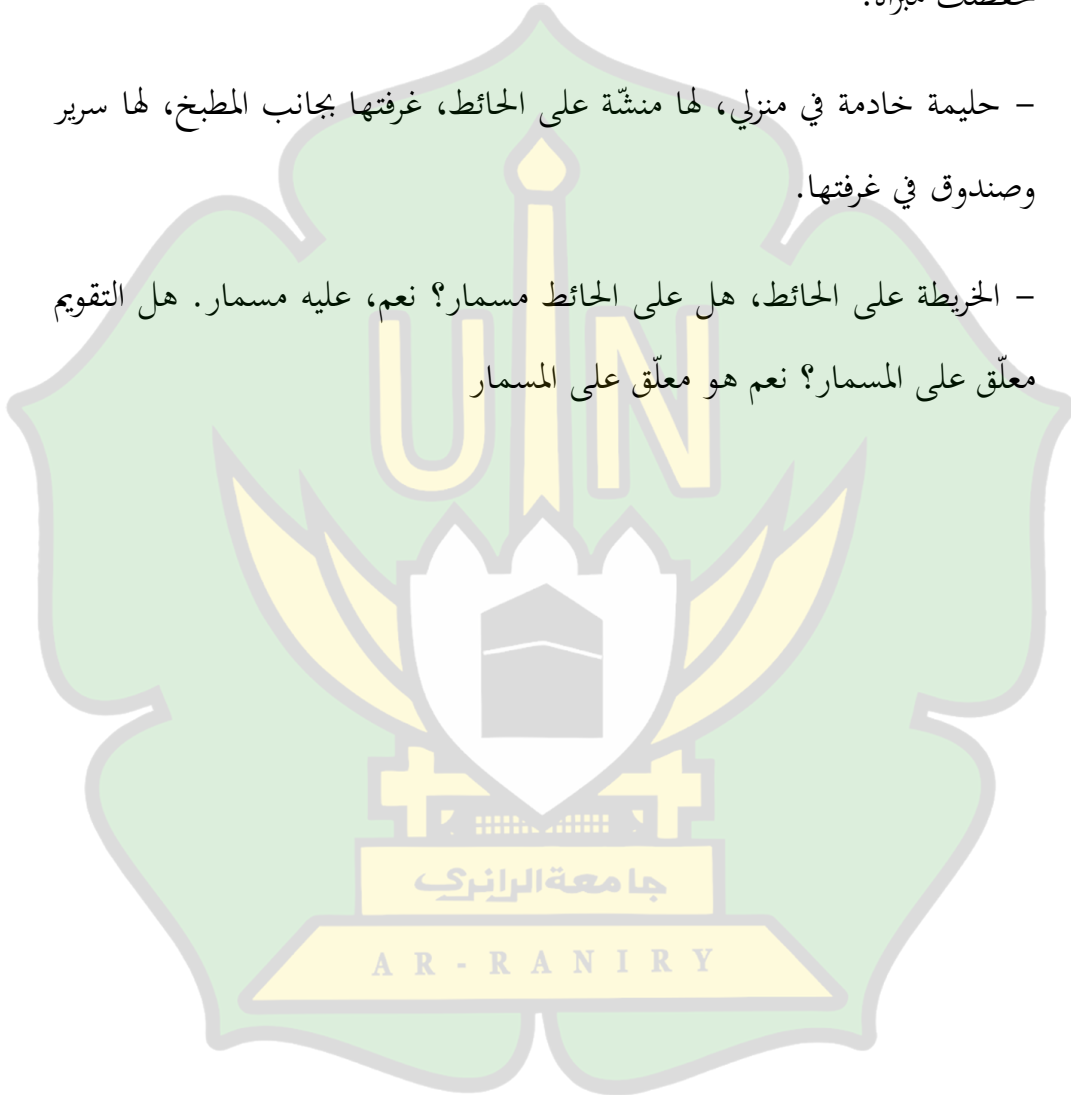 مبراة.
– حليمة خادمة في منزلي، لها منشّة على الحائط، غرفتها بجانب المطبخ، لها سرير
وصندوق في غرفتها.
– الخريطة على الحائط، هل على الحائط مسمار؟ نعم، عليه مسمار. هل التقويم
معلّق على المسمار؟ نعم هو معلّق على المسمار
UIN
جامعة الرانري
AR-RANIRY